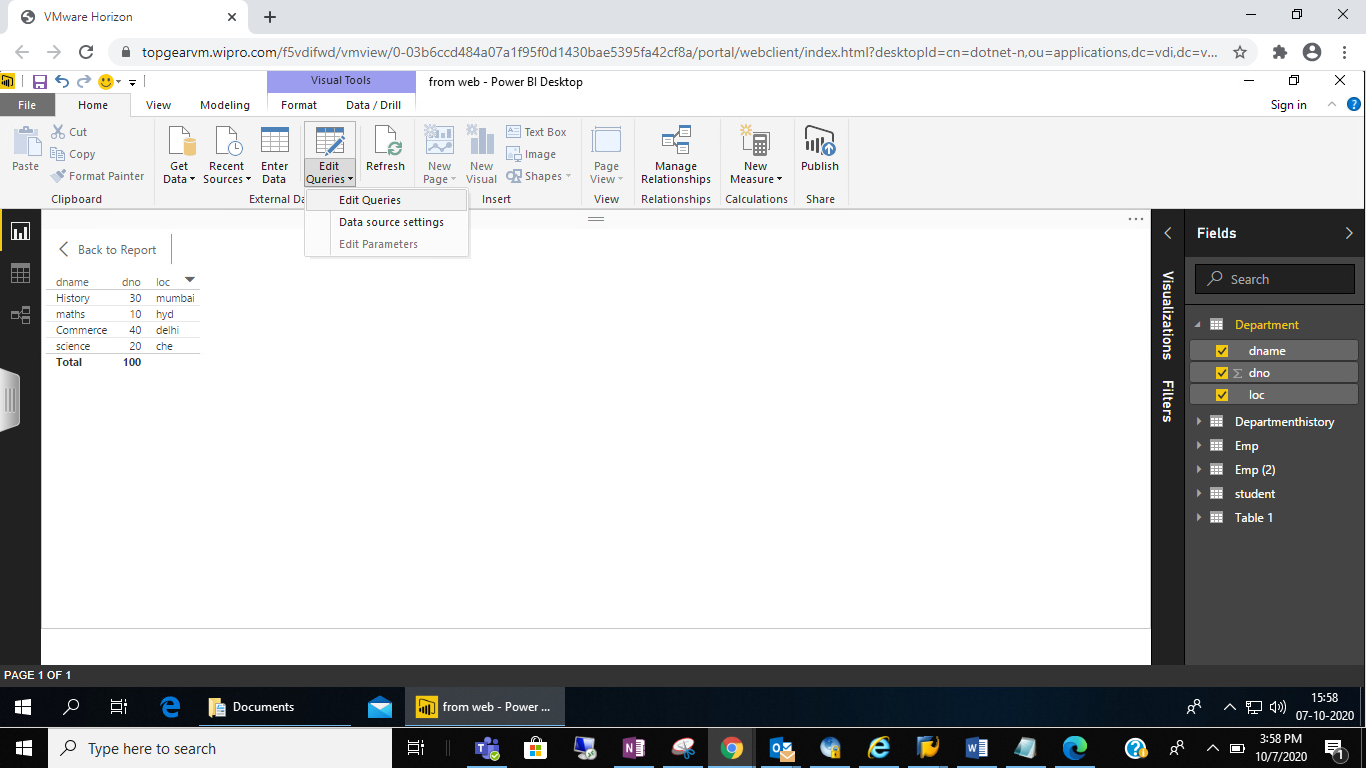 VMware Horizon
topgearvm.wipro.com/f5vdifwd/vmview/0-03b6ccd484a07a1f95f0d1430bae5395fa42cf8a/portal/webclient/index.html?desktopId=cn=dotnet-n,ou=applications,dc=vdi,dc=v...
Visual Tools
from web - Power BI Desktop
File Home View Modeling Format Data / Drill Sign in
Paste
Cut
Copy
Format Painter
Clipboard
Get Data
Recent Sources
Enter Data
Edit Queries
Refresh
External Da
New Page
New Visual
Text Box
Image
Shapes
Insert
Page View
View
Manage Relationships
Relationships
New Measure
Calculations
Publish
Share
Edit Queries
Data source settings
Edit Parameters
Back to Report
dname dno loc
History 30 mumbai
maths 10 hyd
Commerce 40 delhi
science 20 che
Total 100
Visualizations
Filters
Fields
Search
Department
dname
dno
loc
Departmenthistory
Emp
Emp (2)
student
Table 1
PAGE 1 OF 1
Documents
from web - Power ...
15:58
07-10-2020
Type here to search
3:58 PM
10/7/2020
1